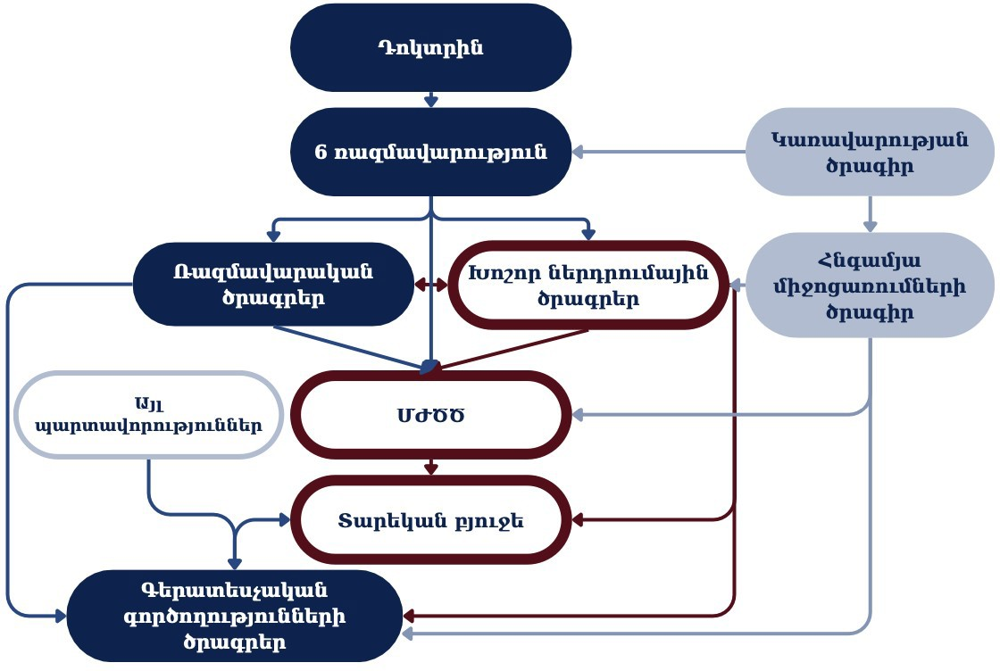 Դոկտրին
6 ռազմավարություն
Կառավարության
ծրագիր
Ռազմավարական
ծրագրեր
Խոշոր ներդրումային
ծրագրեր
Հնգամյա
միջոցառումների
ծրագիր
Այլ
պարտավորություններ
ՄԺԾԾ
Տարեկան բյուջե
Գերատեսչական
գործողությունների
ծրագրեր